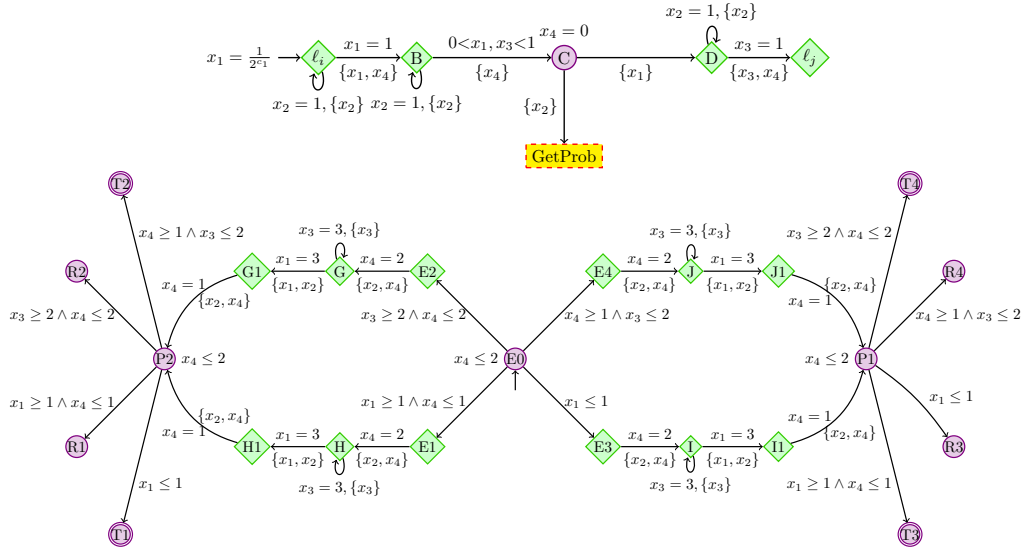 x_2 = 1, {x_2}
x_1 = 1/2^{c_1}
ℓ_i
x_1 = 1
{x_1, x_4}
B
0<x_1, x_3<1
{x_4}
x_4 = 0
C
{x_1}
D
x_3 = 1
{x_3, x_4}
ℓ_j
x_2 = 1, {x_2}
x_2 = 1, {x_2}
{x_2}
GetProb
T2
T4
x_4 ≥ 1 ∧ x_3 ≤ 2
x_3 = 3, {x_3}
x_3 = 3, {x_3}
x_3 ≥ 2 ∧ x_4 ≤ 2
R2
G1
x_1 = 3
{x_1, x_2}
G
x_4 = 2
{x_2, x_4}
E2
E4
x_4 = 2
{x_2, x_4}
J
x_1 = 3
{x_1, x_2}
J1
R4
x_4 = 1
{x_2, x_4}
{x_2, x_4}
x_4 = 1
x_3 ≥ 2 ∧ x_4 ≤ 2
x_3 ≥ 2 ∧ x_4 ≤ 2
x_4 ≥ 1 ∧ x_3 ≤ 2
x_4 ≥ 1 ∧ x_3 ≤ 2
P2
x_4 ≤ 2
x_4 ≤ 2
E0
x_4 ≤ 2
P1
x_1 ≥ 1 ∧ x_4 ≤ 1
x_1 ≥ 1 ∧ x_4 ≤ 1
x_1 ≤ 1
x_1 ≤ 1
{x_2, x_4}
x_4 = 1
x_4 = 1
{x_2, x_4}
R1
H1
x_1 = 3
{x_1, x_2}
H
x_4 = 2
{x_2, x_4}
E1
E3
x_4 = 2
{x_2, x_4}
I
x_1 = 3
{x_1, x_2}
I1
R3
x_1 ≤ 1
x_3 = 3, {x_3}
x_3 = 3, {x_3}
x_1 ≥ 1 ∧ x_4 ≤ 1
T1
T3